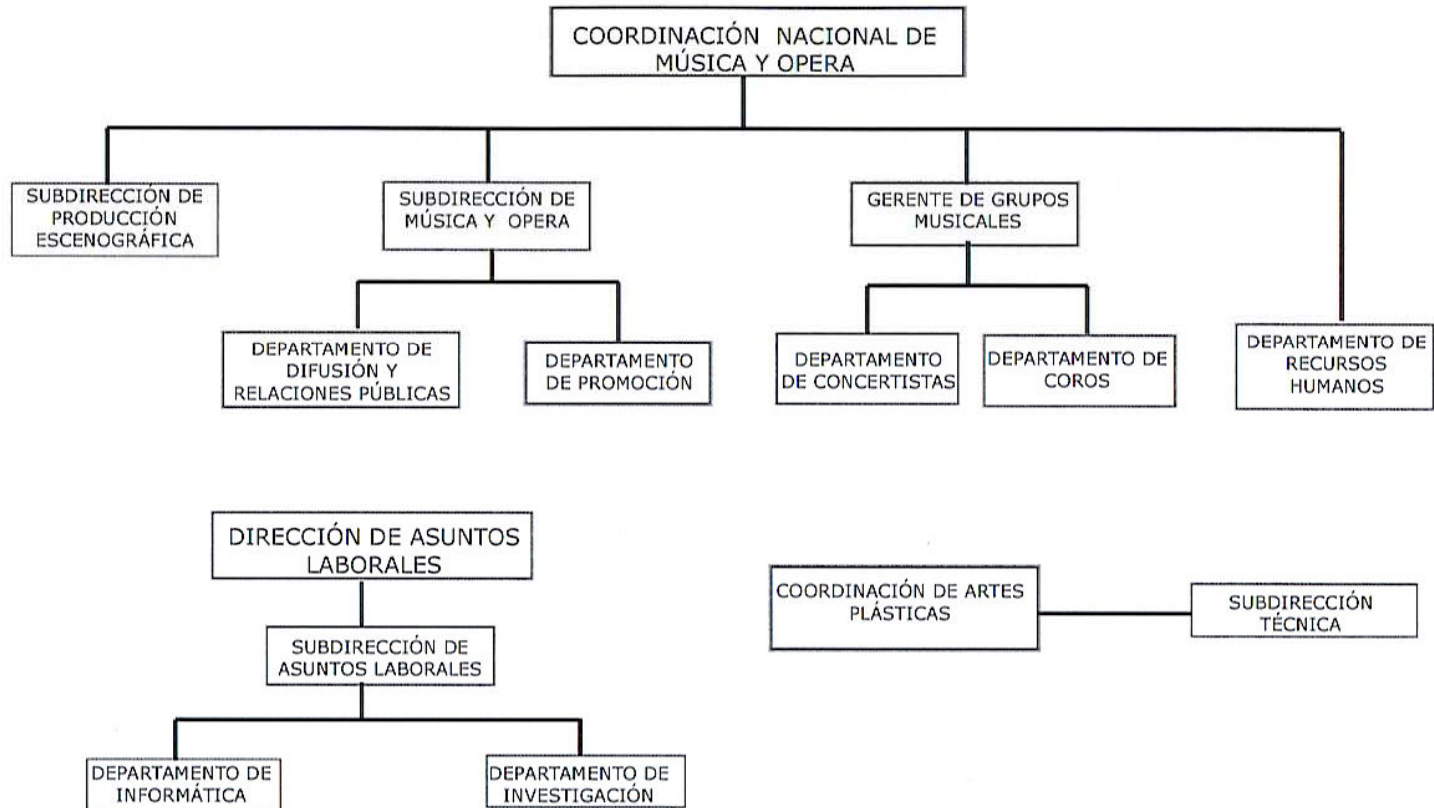 COORDINACIÓN NACIONAL DE
MÚSICA Y OPERA
SUBDIRECCIÓN DE
PRODUCCIÓN
ESCENOGRÁFICA
SUBDIRECCIÓN DE
MÚSICA Y OPERA
GERENTE DE GRUPOS
MUSICALES
DEPARTAMENTO DE
DIFUSIÓN Y
RELACIONES PÚBLICAS
DEPARTAMENTO
DE PROMOCIÓN
DEPARTAMENTO
DE CONCERTISTAS
DEPARTAMENTO DE
COROS
DEPARTAMENTO DE
RECURSOS
HUMANOS
DIRECCIÓN DE ASUNTOS
LABORALES
SUBDIRECCIÓN DE
ASUNTOS LABORALES
DEPARTAMENTO DE
INFORMÁTICA
DEPARTAMENTO DE
INVESTIGACIÓN
COORDINACIÓN DE ARTES
PLÁSTICAS
SUBDIRECCIÓN
TÉCNICA